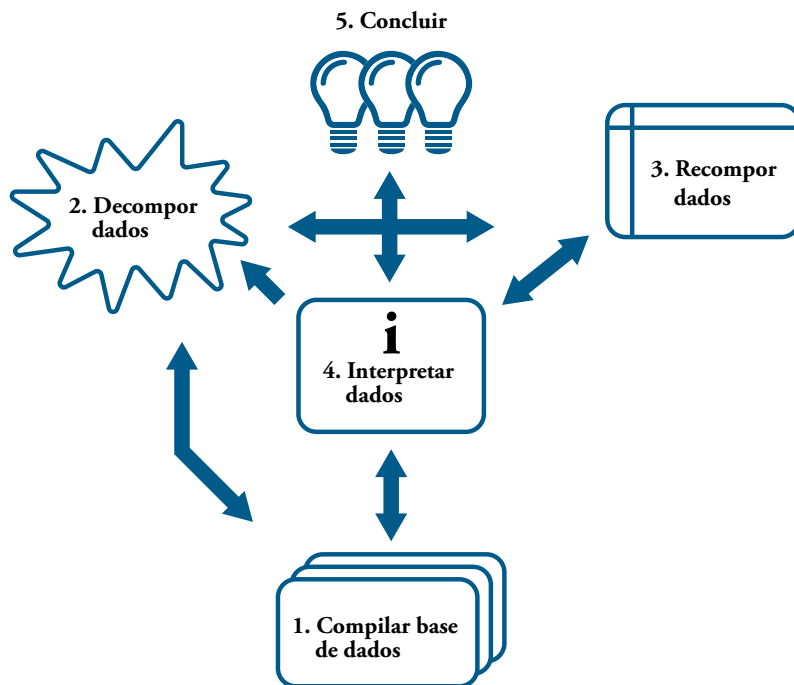 5. Concluir
2. Decompor
dados
3. Recompor
dados
i
4. Interpretar
dados
1. Compilar base
de dados